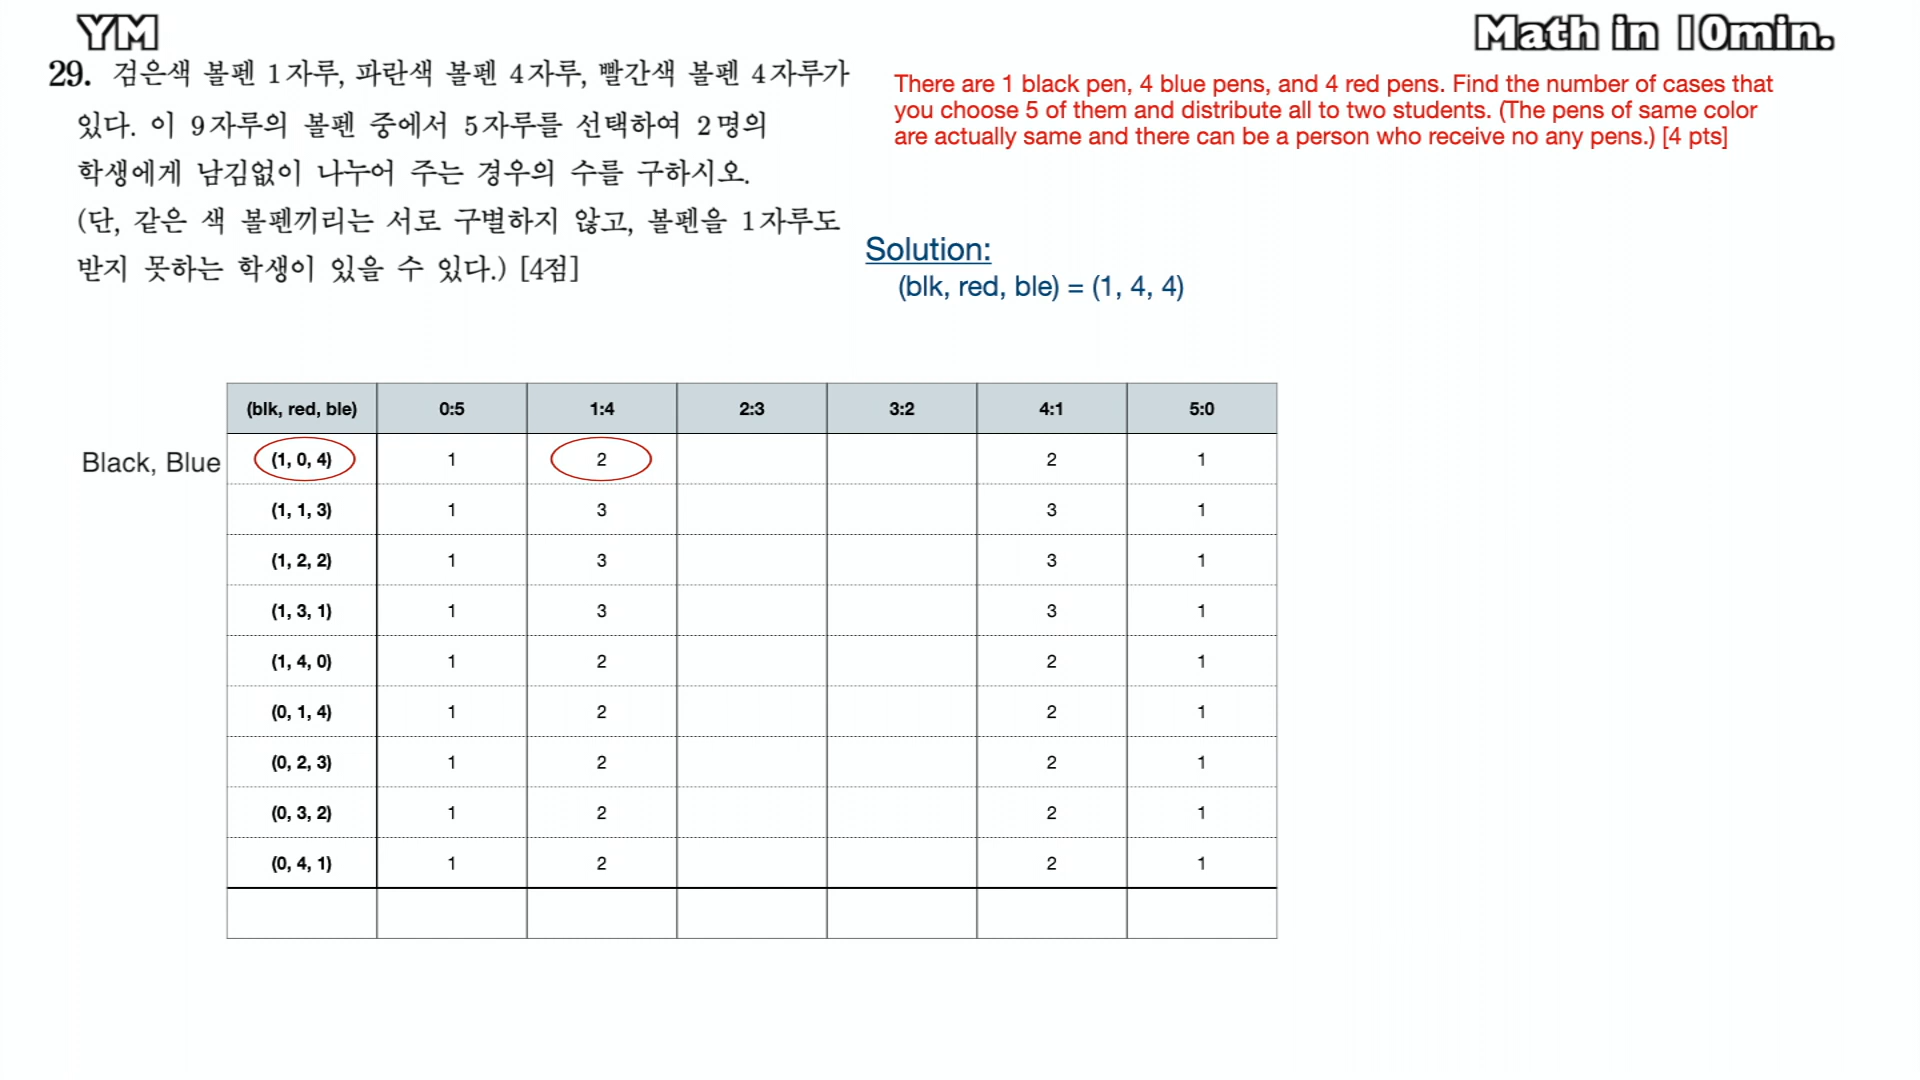 YM
Math in 10min.
29. 검은색 볼펜 1자루, 파란색 볼펜 4자루, 빨간색 볼펜 4자루가
있다. 이 9자루의 볼펜 중에서 5자루를 선택하여 2명의
학생에게 남김없이 나누어 주는 경우의 수를 구하시오.
(단, 같은 색 볼펜끼리는 서로 구별하지 않고, 볼펜을 1자루도
받지 못하는 학생이 있을 수 있다.) [4점]
There are 1 black pen, 4 blue pens, and 4 red pens. Find the number of cases that
you choose 5 of them and distribute all to two students. (The pens of same color
are actually same and there can be a person who receive no any pens.) [4 pts]
Solution:
(blk, red, ble) = (1, 4, 4)
(blk, red, ble) 0:5 1:4 2:3 3:2 4:1 5:0
Black, Blue (1, 0, 4) 1 2 2 1
(1, 1, 3) 1 3 3 1
(1, 2, 2) 1 3 3 1
(1, 3, 1) 1 3 3 1
(1, 4, 0) 1 2 2 1
(0, 1, 4) 1 2 2 1
(0, 2, 3) 1 2 2 1
(0, 3, 2) 1 2 2 1
(0, 4, 1) 1 2 2 1